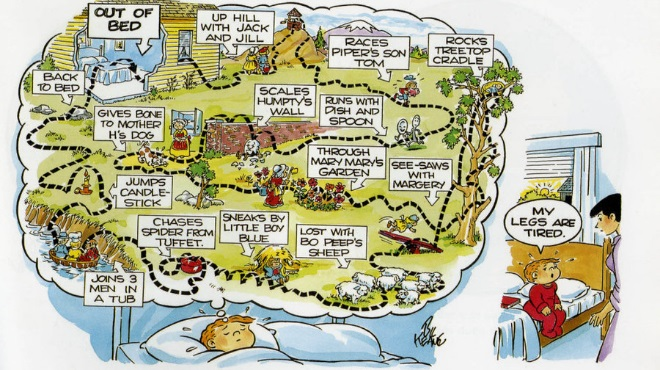 OUT OF
BED
UP HILL
WITH JACK
AND JILL
RACES
PIPER'S SON
TOM
ROCKS
TREETOP
CRADLE
BACK
TO BED
SCALES
HUMPTY'S
WALL
RUNS WITH
DISH AND
SPOON
GIVES BONE
TO MOTHER
H'S DOG
THROUGH
MARY MARY'S
GARDEN
SEE-SAWS
WITH
MARGERY
JUMPS
CANDLE-
STICK
CHASES
SPIDER FROM
TUFFET.
SNEAKS BY
LITTLE BOY
BLUE
LOST WITH
BO PEEP'S
SHEEP
JOINS 3
MEN IN
A TUB
MY
LEGS ARE
TIRED.